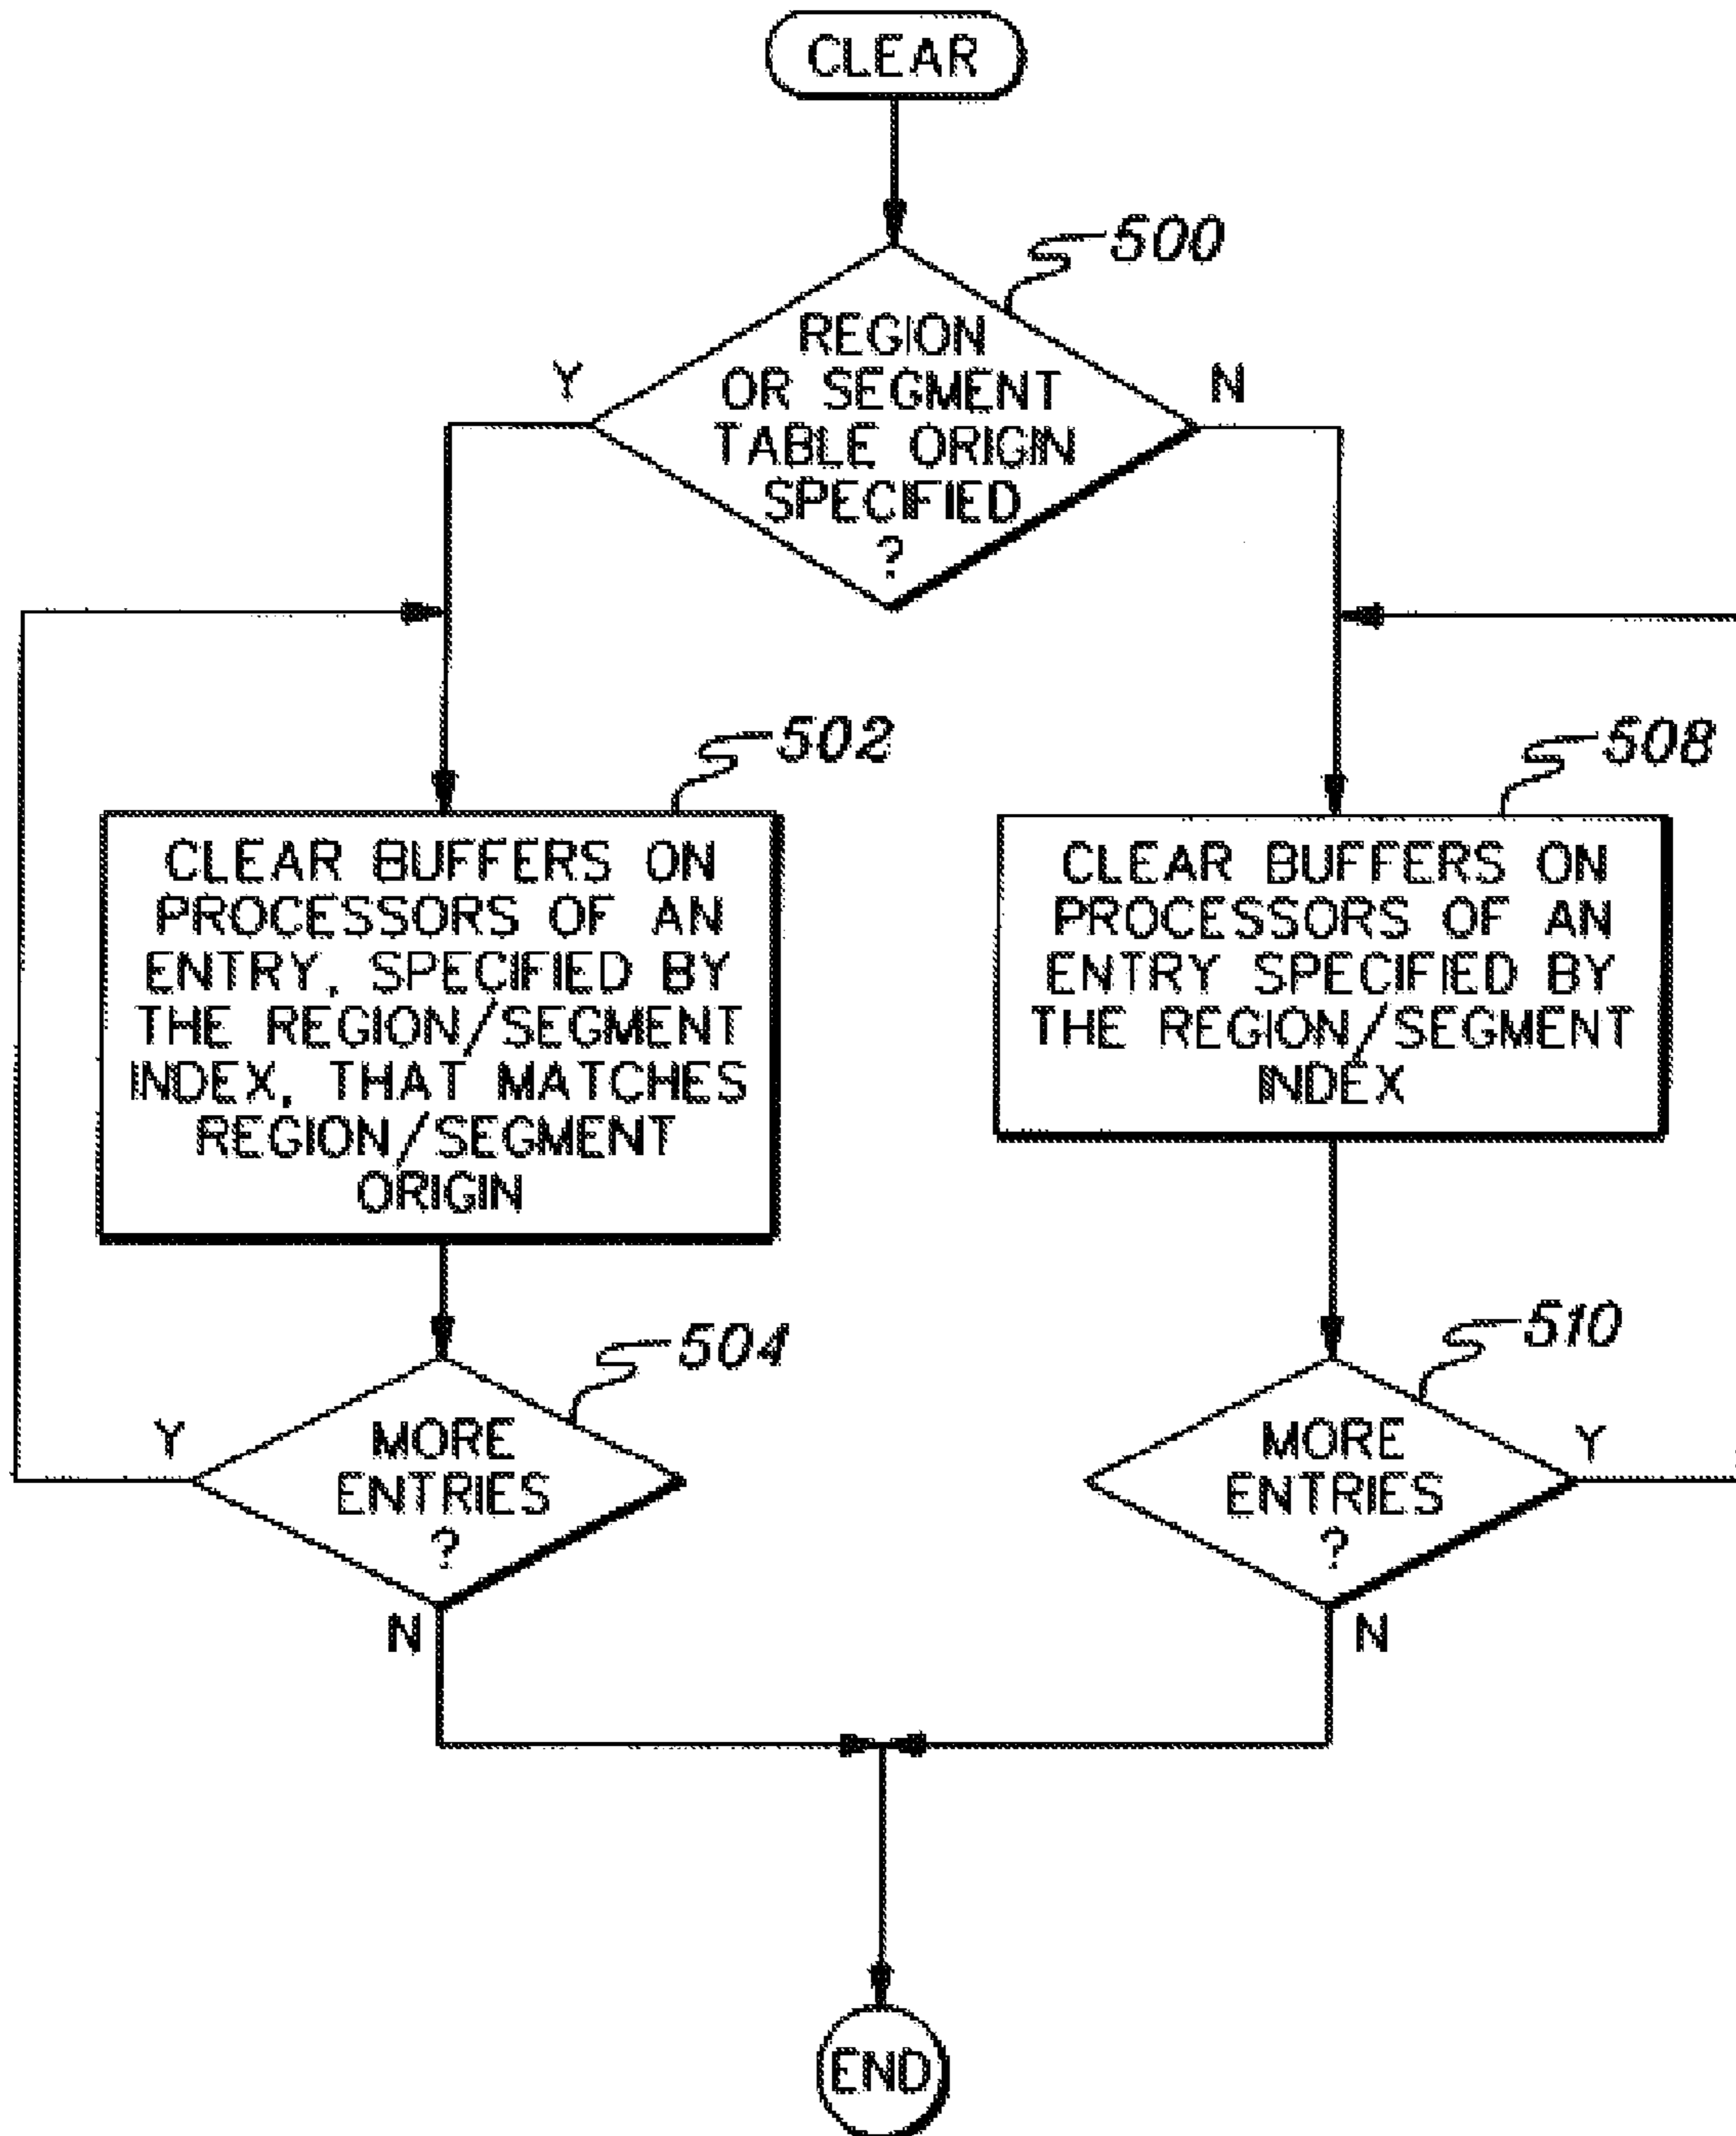 CLEAR
500
REGION
OR SEGMENT
TABLE ORIGIN
SPECIFIED
?
Y
N
502
CLEAR BUFFERS ON
PROCESSORS OF AN
ENTRY, SPECIFIED BY
THE REGION/SEGMENT
INDEX, THAT MATCHES
REGION/SEGMENT
ORIGIN
508
CLEAR BUFFERS ON
PROCESSORS OF AN
ENTRY SPECIFIED BY
THE REGION/SEGMENT
INDEX
504
Y
MORE
ENTRIES
?
N
510
MORE
ENTRIES
?
Y
N
END